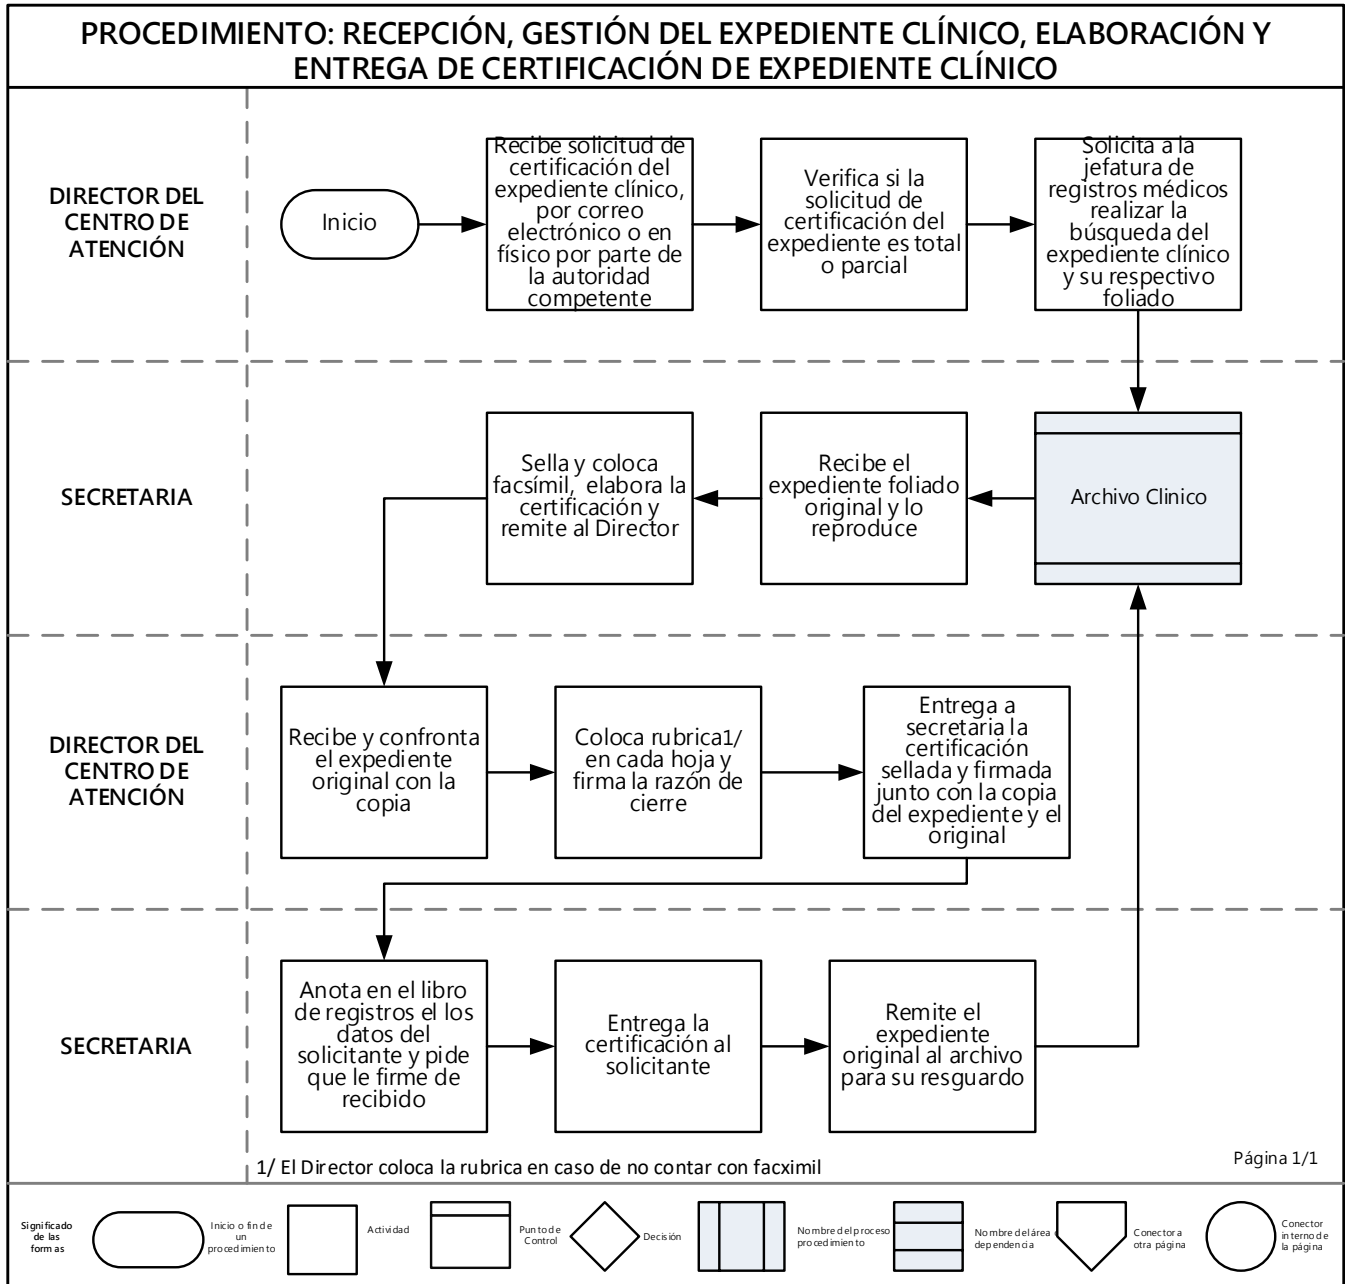 PROCEDIMIENTO: RECEPCIÓN, GESTIÓN DEL EXPEDIENTE CLÍNICO, ELABORACIÓN Y
ENTREGA DE CERTIFICACIÓN DE EXPEDIENTE CLÍNICO
DIRECTOR DEL
CENTRO DE
ATENCIÓN
Inicio
Recibe solicitud de
certificación del
expediente clínico,
por correo
electrónico o en
físico por parte de
la autoridad
competente
Verifica si la
solicitud de
certificación del
expediente es total
o parcial
Solicita a la
jefatura de
registros médicos
realizar la
búsqueda del
expediente clínico
y su respectivo
foliado
SECRETARIA
Sella y coloca
facsímil, elabora la
certificación y
remite al Director
Recibe el
expediente foliado
original y lo
reproduce
Archivo Clinico
DIRECTOR DEL
CENTRO DE
ATENCIÓN
Recibe y confronta
el expediente
original con la
copia
Coloca rubrica1/
en cada hoja y
firma la razón de
cierre
Entrega a
secretaria la
certificación
sellada y firmada
junto con la copia
del expediente y el
original
SECRETARIA
Anota en el libro
de registros el los
datos del
solicitante y pide
que le firme de
recibido
Entrega la
certificación al
solicitante
Remite el
expediente
original al archivo
para su resguardo
1/ El Director coloca la rubrica en caso de no contar con facximil
Página 1/1
Significado
de las
formas
Inicio o fin de
un
procedimiento
Actividad
Punto de
Control
Decisión
Nombre del proceso
procedimiento
Nombre del área
dependencia
Conector a
otra página
Conector
interno de
la página